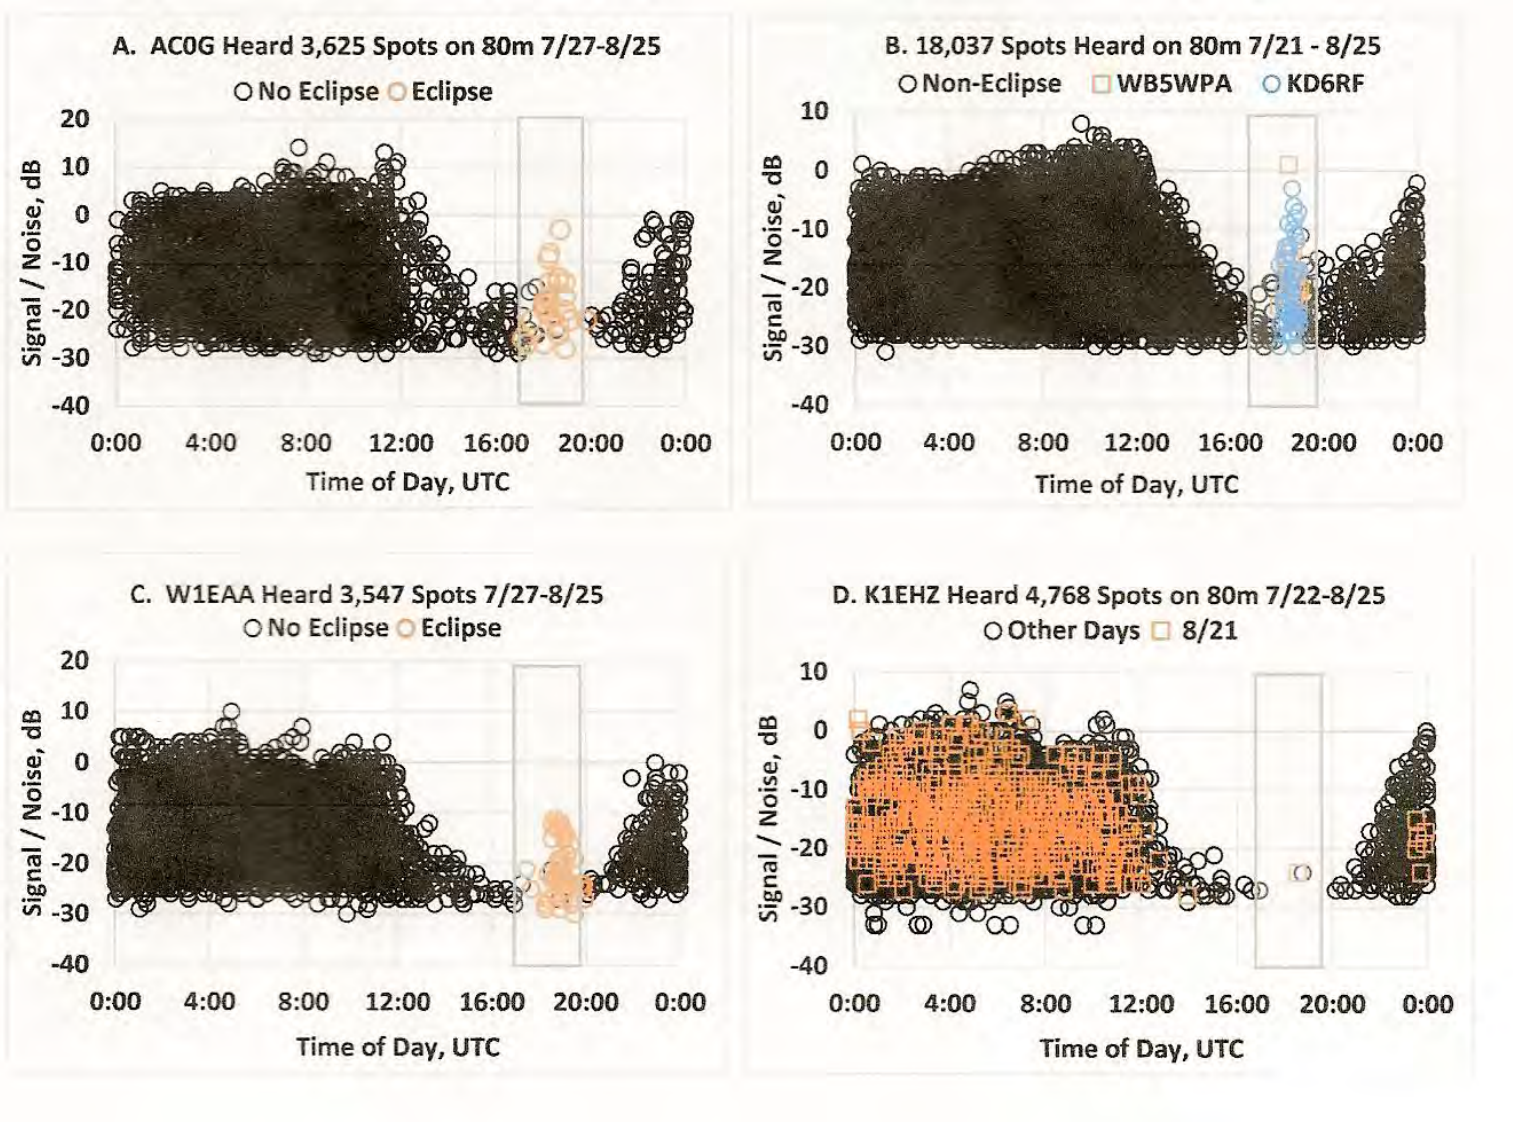 A. AC0G Heard 3,625 Spots on 80m 7/27-8/25
No Eclipse Eclipse
20
10
0
-10
-20
-30
-40
Signal / Noise, dB
0:00 4:00 8:00 12:00 16:00 20:00 0:00
Time of Day, UTC
B. 18,037 Spots Heard on 80m 7/21 - 8/25
Non-Eclipse WB5WPA KD6RF
10
0
-10
-20
-30
-40
Signal / Noise, dB
0:00 4:00 8:00 12:00 16:00 20:00 0:00
Time of Day, UTC
C. W1EAA Heard 3,547 Spots 7/27-8/25
No Eclipse Eclipse
20
10
0
-10
-20
-30
-40
Signal / Noise, dB
0:00 4:00 8:00 12:00 16:00 20:00 0:00
Time of Day, UTC
D. K1EHZ Heard 4,768 Spots on 80m 7/22-8/25
Other Days 8/21
10
0
-10
-20
-30
-40
Signal / Noise, dB
0:00 4:00 8:00 12:00 16:00 20:00 0:00
Time of Day, UTC